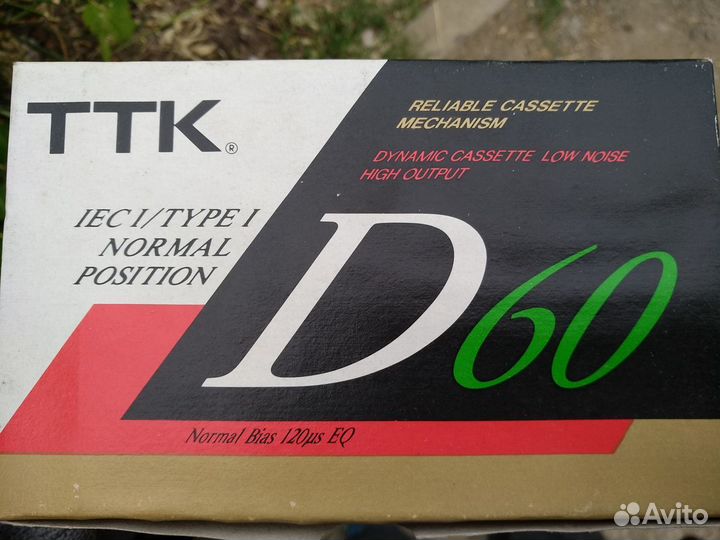 TTK®
RELIABLE CASSETTE
MECHANISM
DYNAMIC CASSETTE LOW NOISE
HIGH OUTPUT
IEC I/TYPE I
NORMAL
POSITION
D60
Normal Bias 120µs EQ
Avito